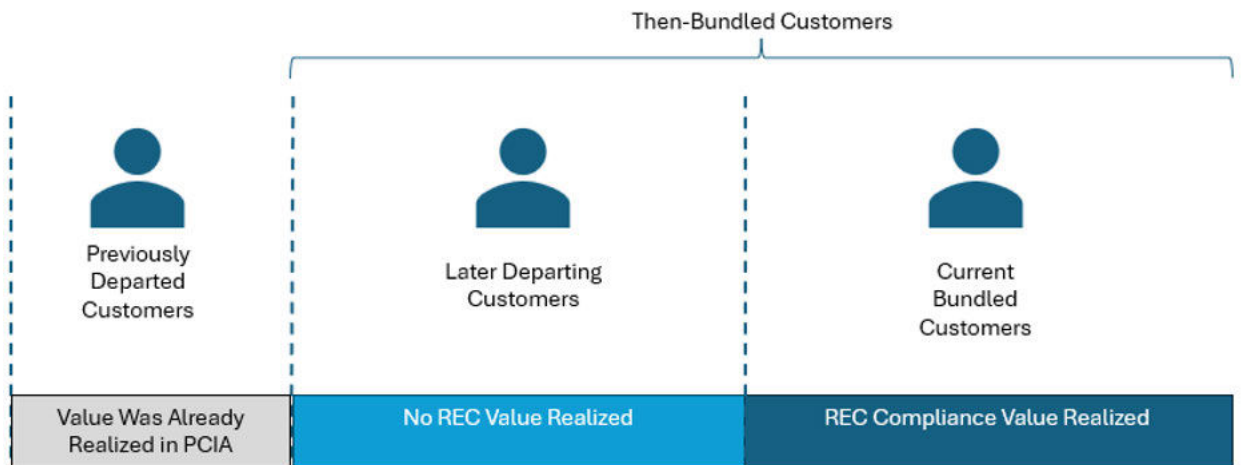 Then-Bundled Customers
Previously
Departed
Customers
Later Departing
Customers
Current
Bundled
Customers
Value Was Already
Realized in PCIA
No REC Value Realized
REC Compliance Value Realized